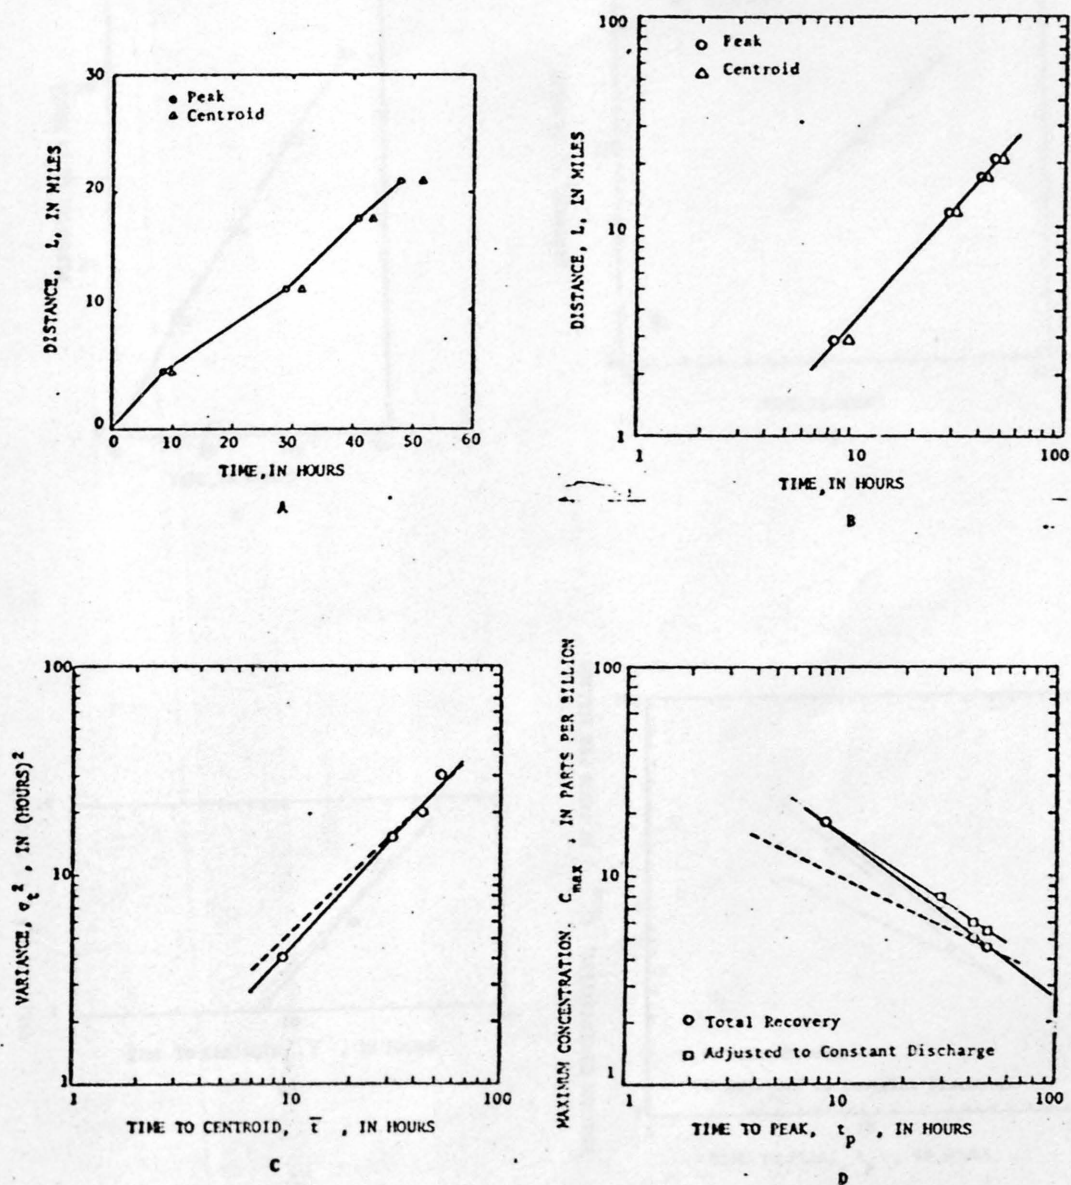 30
20
10
0
DISTANCE, L, IN MILES
Peak
Centroid
0 10 20 30 40 50 60
TIME, IN HOURS
A
100
10
1
DISTANCE, L, IN MILES
Peak
Centroid
1 10 100
TIME, IN HOURS
B
100
10
1
VARIANCE, σt², IN (HOURS)²
1 10 100
TIME TO CENTROID, t̄ , IN HOURS
C
100
10
1
MAXIMUM CONCENTRATION. Cmax , IN PARTS PER BILLION
Total Recovery
Adjusted to Constant Discharge
1 10 100
TIME TO PEAK, tp , IN HOURS
D